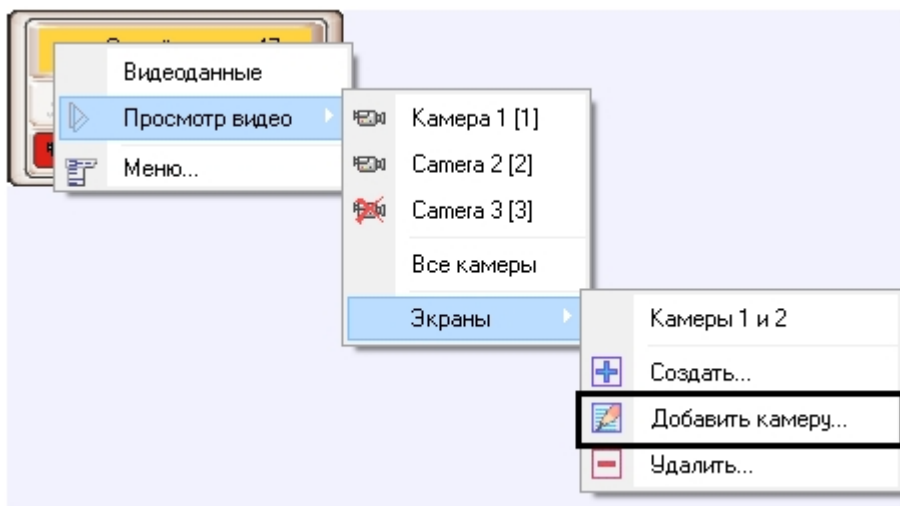 Видеоданные
Просмотр видео
Меню...
Камера 1 [1]
Camera 2 [2]
Camera 3 [3]
Все камеры
Экраны
Камеры 1 и 2
Создать...
Добавить камеру...
Удалить...